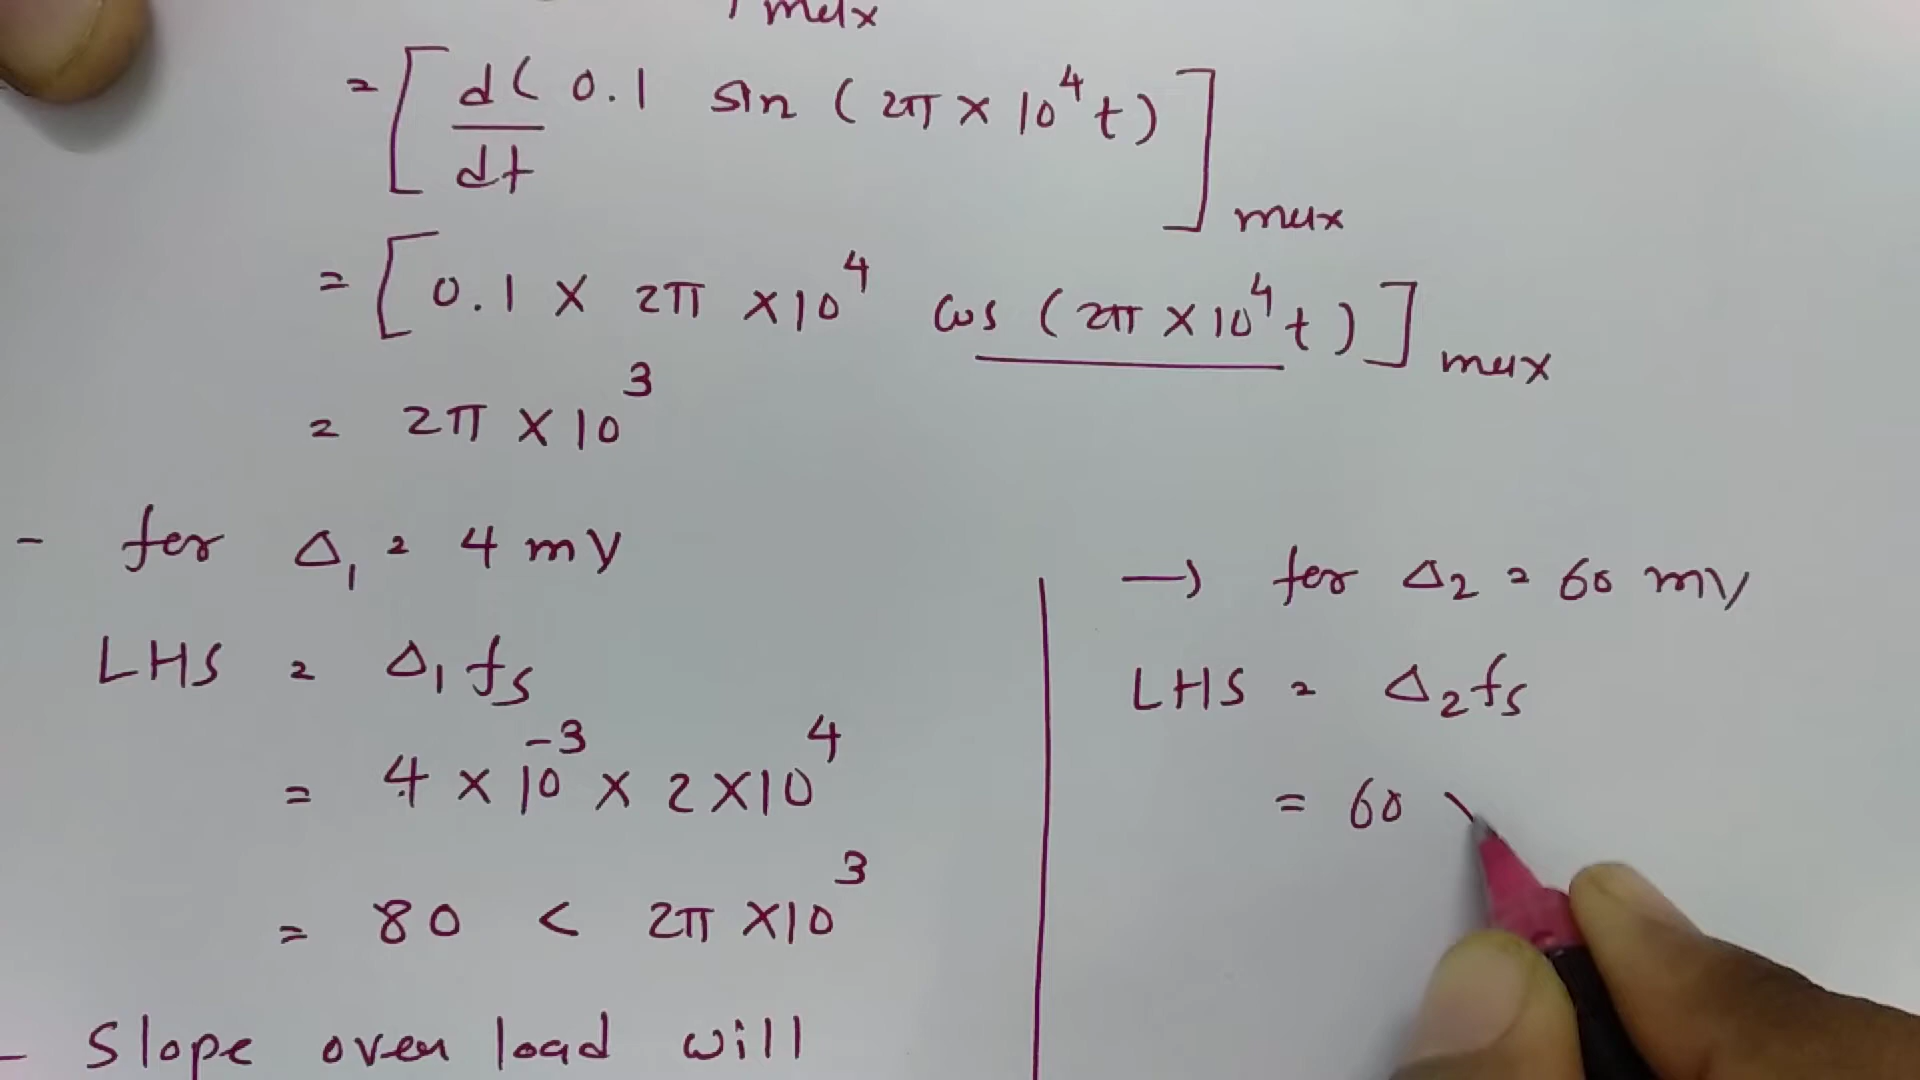 max
= [ d/dt ( 0.1 sin ( 2π × 10⁴ t ) ] max
= [ 0.1 × 2π × 10⁴ cos ( 2π × 10⁴ t ) ] max
= 2π × 10³
- for Δ₁ = 4 mV
LHS = Δ₁ fs
= 4 × 10⁻³ × 2 × 10⁴
= 80 < 2π × 10³
- Slope over load will
→ for Δ₂ = 60 mV
LHS = Δ₂ fs
= 60